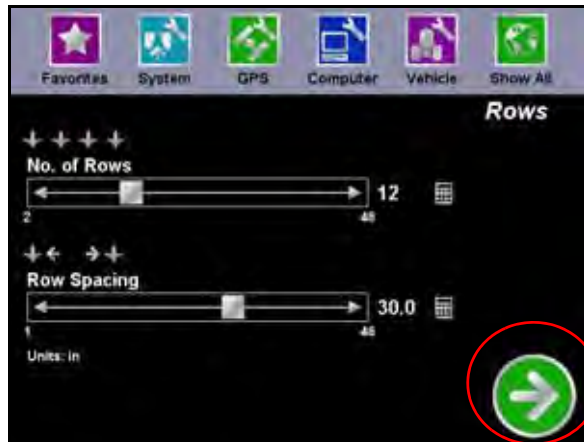 Favorites System GPS Computer Vehicle Show All
Rows
No. of Rows
12
2 48
Row Spacing
30.0
1 46
Units: in